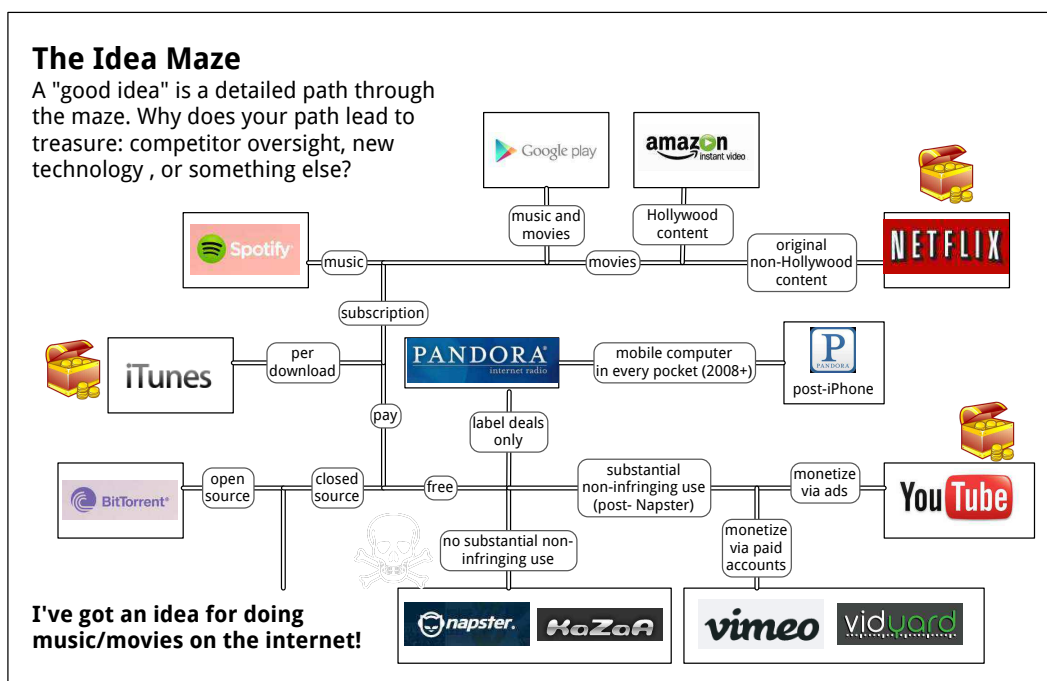 The Idea Maze
A "good idea" is a detailed path through
the maze. Why does your path lead to
treasure: competitor oversight, new
technology , or something else?
Google play
amazon
instant video
music and
movies
Hollywood
content
Spotify
music
movies
original
non-Hollywood
content
NETFLIX
subscription
iTunes
per
download
PANDORA®
internet radio
mobile computer
in every pocket (2008+)
P
PANDORA
post-iPhone
pay
label deals
only
BitTorrent®
open
source
closed
source
free
substantial
non-infringing use
(post- Napster)
monetize
via ads
YouTube
no substantial non-
infringing use
monetize
via paid
accounts
I've got an idea for doing
music/movies on the internet!
napster.
KaZaA
vimeo
vidyard